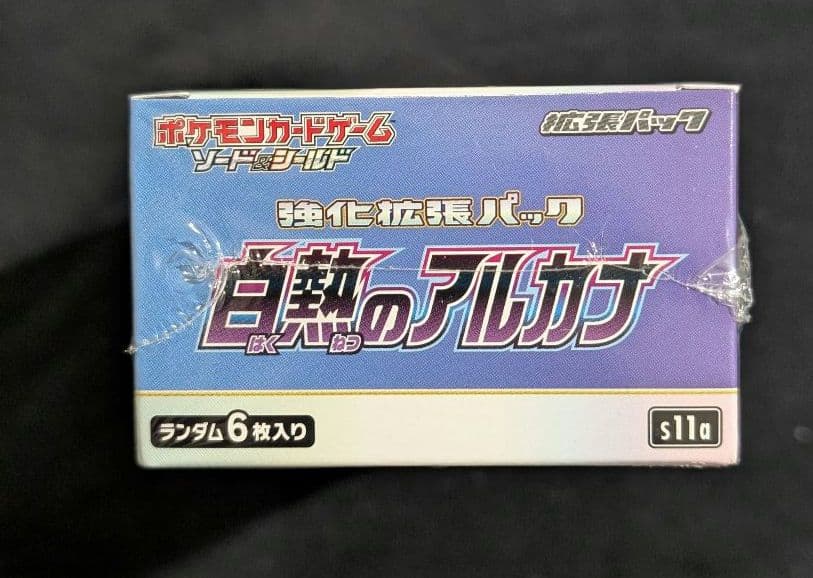 ポケモンカードゲーム
ソード&シールド
拡張パック
強化拡張パック
白熱のアルカナ
はく ねつ
ランダム6枚入り
s11a